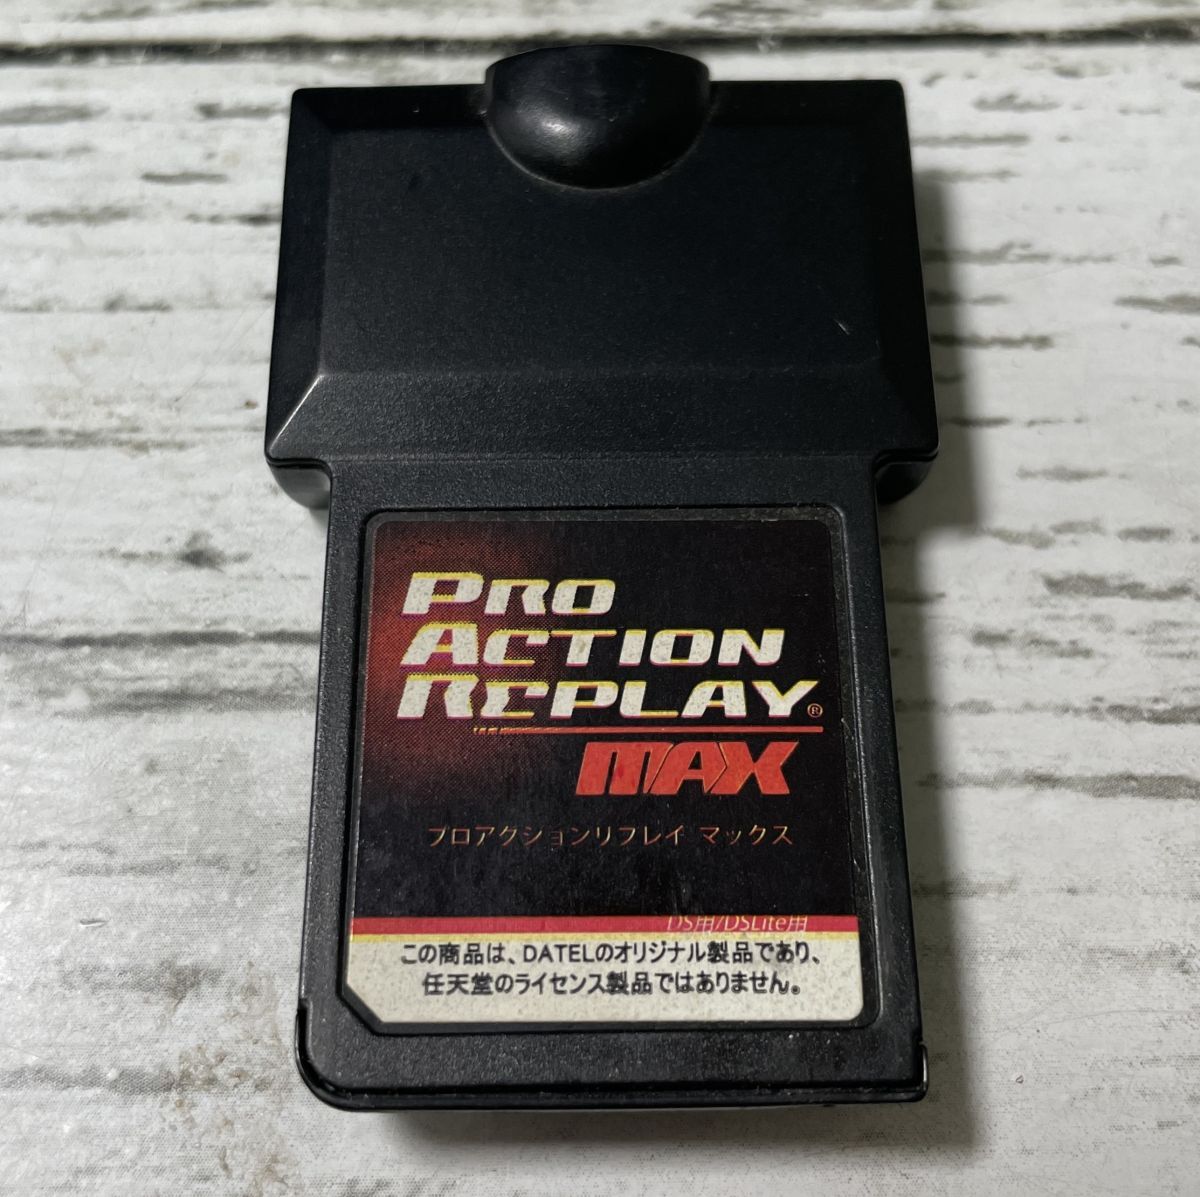 PRO
ACTION
REPLAY®
MAX
プロアクションリプレイ マックス
DS用/DSLite用
この商品は、DATELのオリジナル製品であり、
任天堂のライセンス製品ではありません。